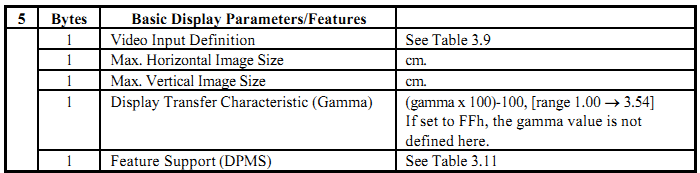 5 Bytes Basic Display Parameters/Features
1 Video Input Definition See Table 3.9
1 Max. Horizontal Image Size cm.
1 Max. Vertical Image Size cm.
1 Display Transfer Characteristic (Gamma) (gamma x 100)-100, [range 1.00 → 3.54]
If set to FFh, the gamma value is not
defined here.
1 Feature Support (DPMS) See Table 3.11